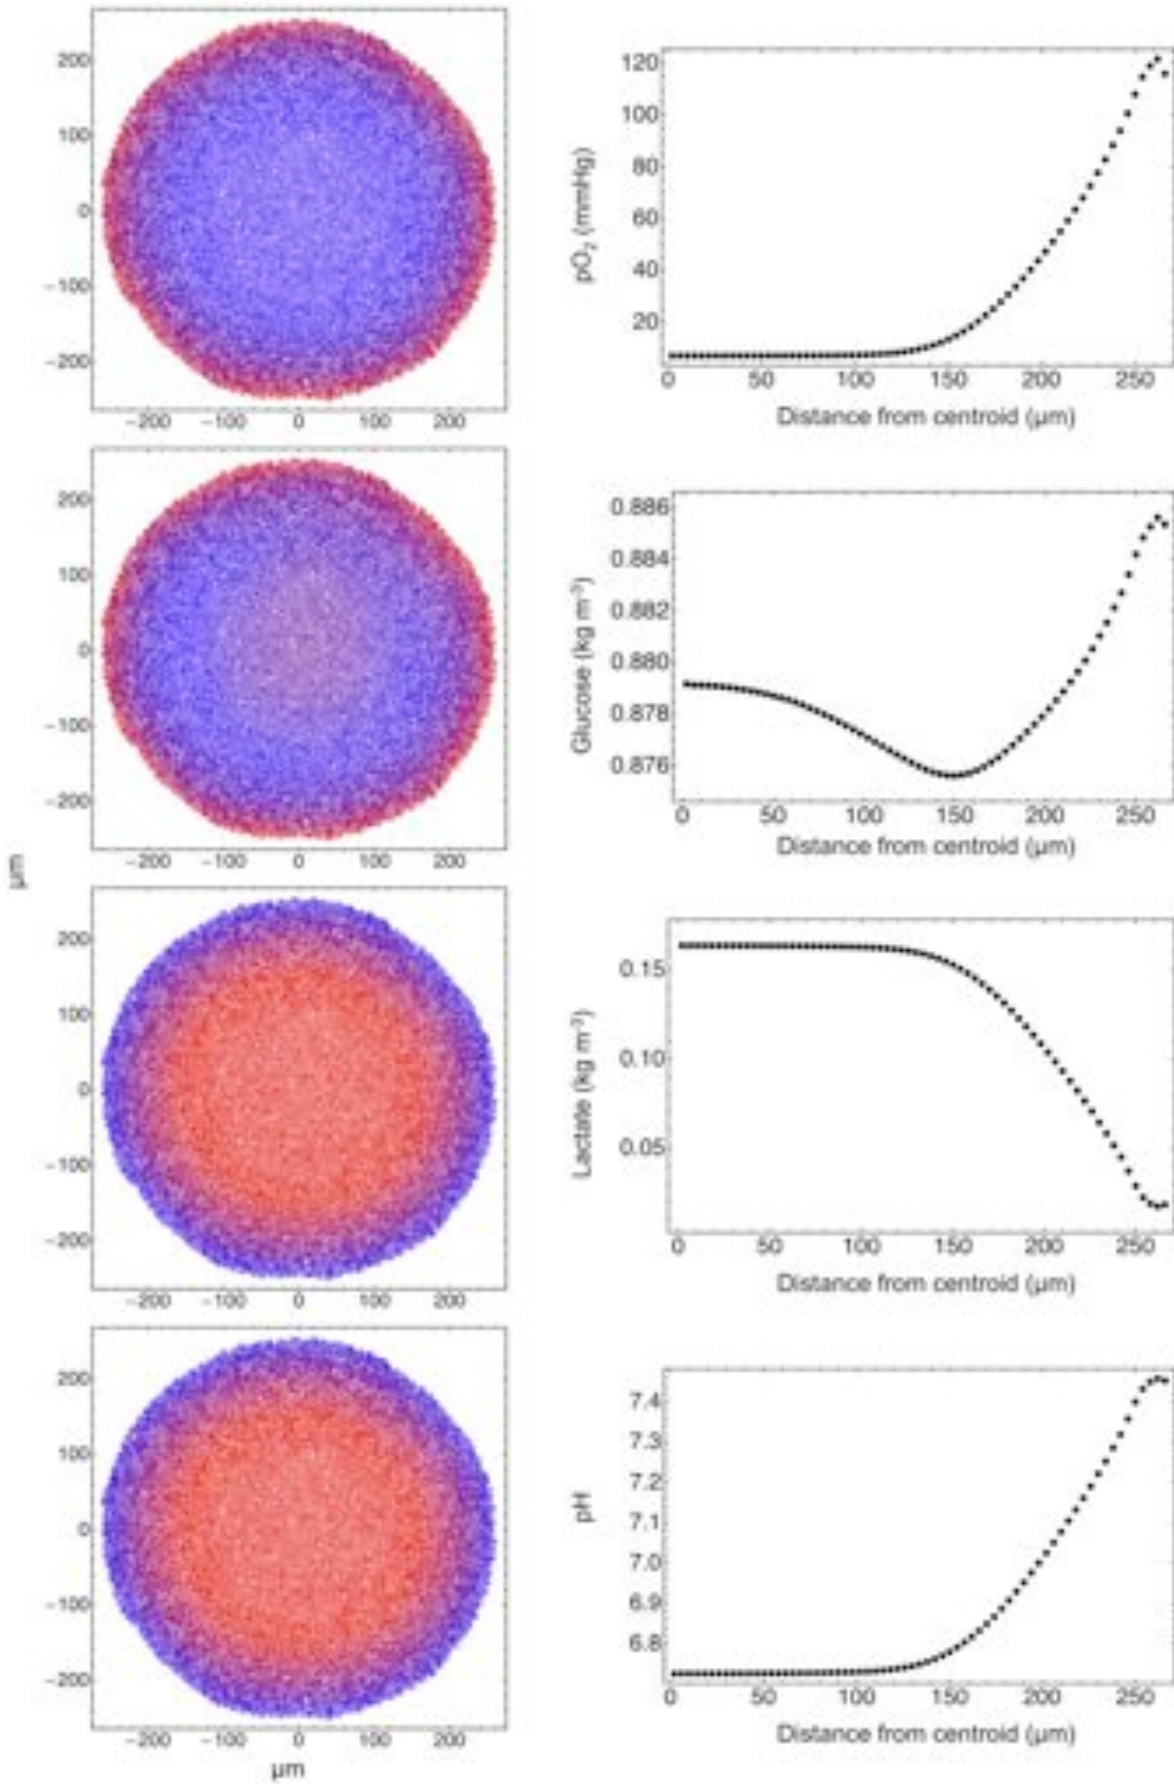 200
100
0
−100
−200
−200 −100 0 100 200
120
100
80
60
40
20
pO2 (mmHg)
0 50 100 150 200 250
Distance from centroid (µm)
200
100
0
−100
−200
−200 −100 0 100 200
0.886
0.884
0.882
0.880
0.878
0.876
Glucose (kg m-3)
0 50 100 150 200 250
Distance from centroid (µm)
µm
200
100
0
−100
−200
−200 −100 0 100 200
0.15
0.10
0.05
Lactate (kg m-3)
0 50 100 150 200 250
Distance from centroid (µm)
200
100
0
−100
−200
−200 −100 0 100 200
µm
7.4
7.3
7.2
7.1
7.0
6.9
6.8
pH
0 50 100 150 200 250
Distance from centroid (µm)